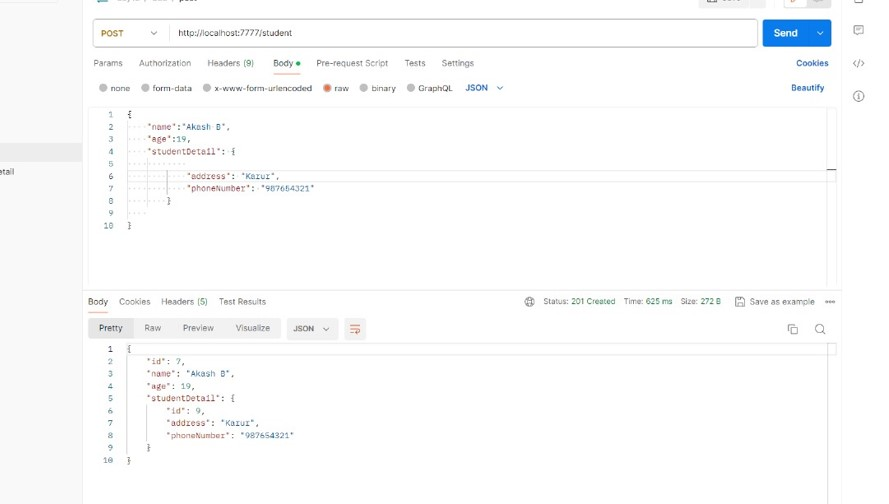 POST http://localhost:7777/student Send
Params Authorization Headers (9) Body Pre-request Script Tests Settings Cookies
none form-data x-www-form-urlencoded raw binary GraphQL JSON Beautify
1 {
2 "name":"Akash B",
3 "age":19,
4 "studentDetail": {
5
6 "address": "Karur",
7 "phoneNumber": "987654321"
8 }
9
10 }
etail
Body Cookies Headers (5) Test Results Status: 201 Created Time: 625 ms Size: 272 B Save as example
Pretty Raw Preview Visualize JSON
1 {
2 "id": 7,
3 "name": "Akash B",
4 "age": 19,
5 "studentDetail": {
6 "id": 9,
7 "address": "Karur",
8 "phoneNumber": "987654321"
9 }
10 }